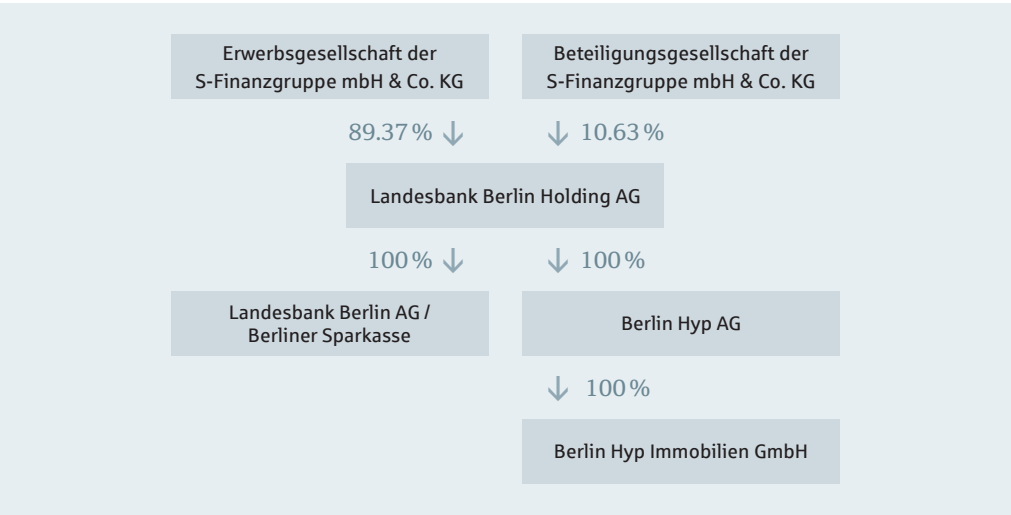 Erwerbsgesellschaft der
S-Finanzgruppe mbH & Co. KG
Beteiligungsgesellschaft der
S-Finanzgruppe mbH & Co. KG
89.37 %
10.63 %
Landesbank Berlin Holding AG
100 %
100 %
Landesbank Berlin AG /
Berliner Sparkasse
Berlin Hyp AG
100 %
Berlin Hyp Immobilien GmbH